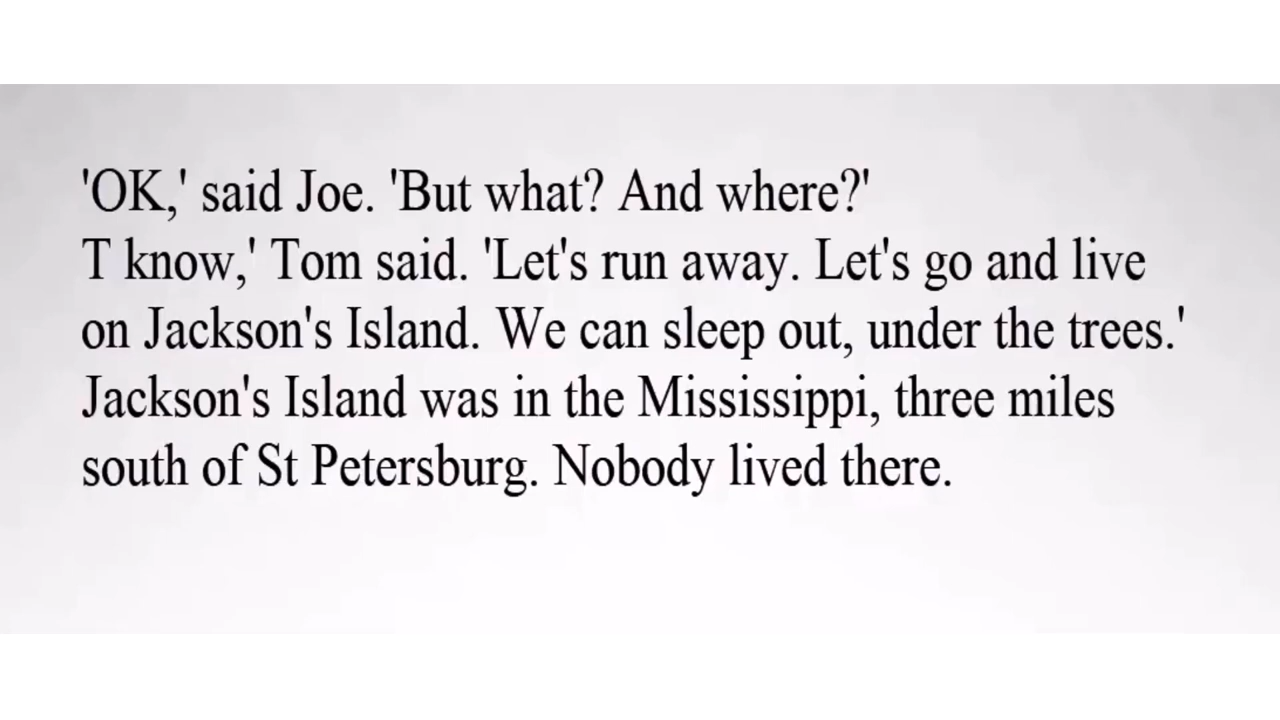 'OK,' said Joe. 'But what? And where?'
T know,' Tom said. 'Let's run away. Let's go and live
on Jackson's Island. We can sleep out, under the trees.'
Jackson's Island was in the Mississippi, three miles
south of St Petersburg. Nobody lived there.